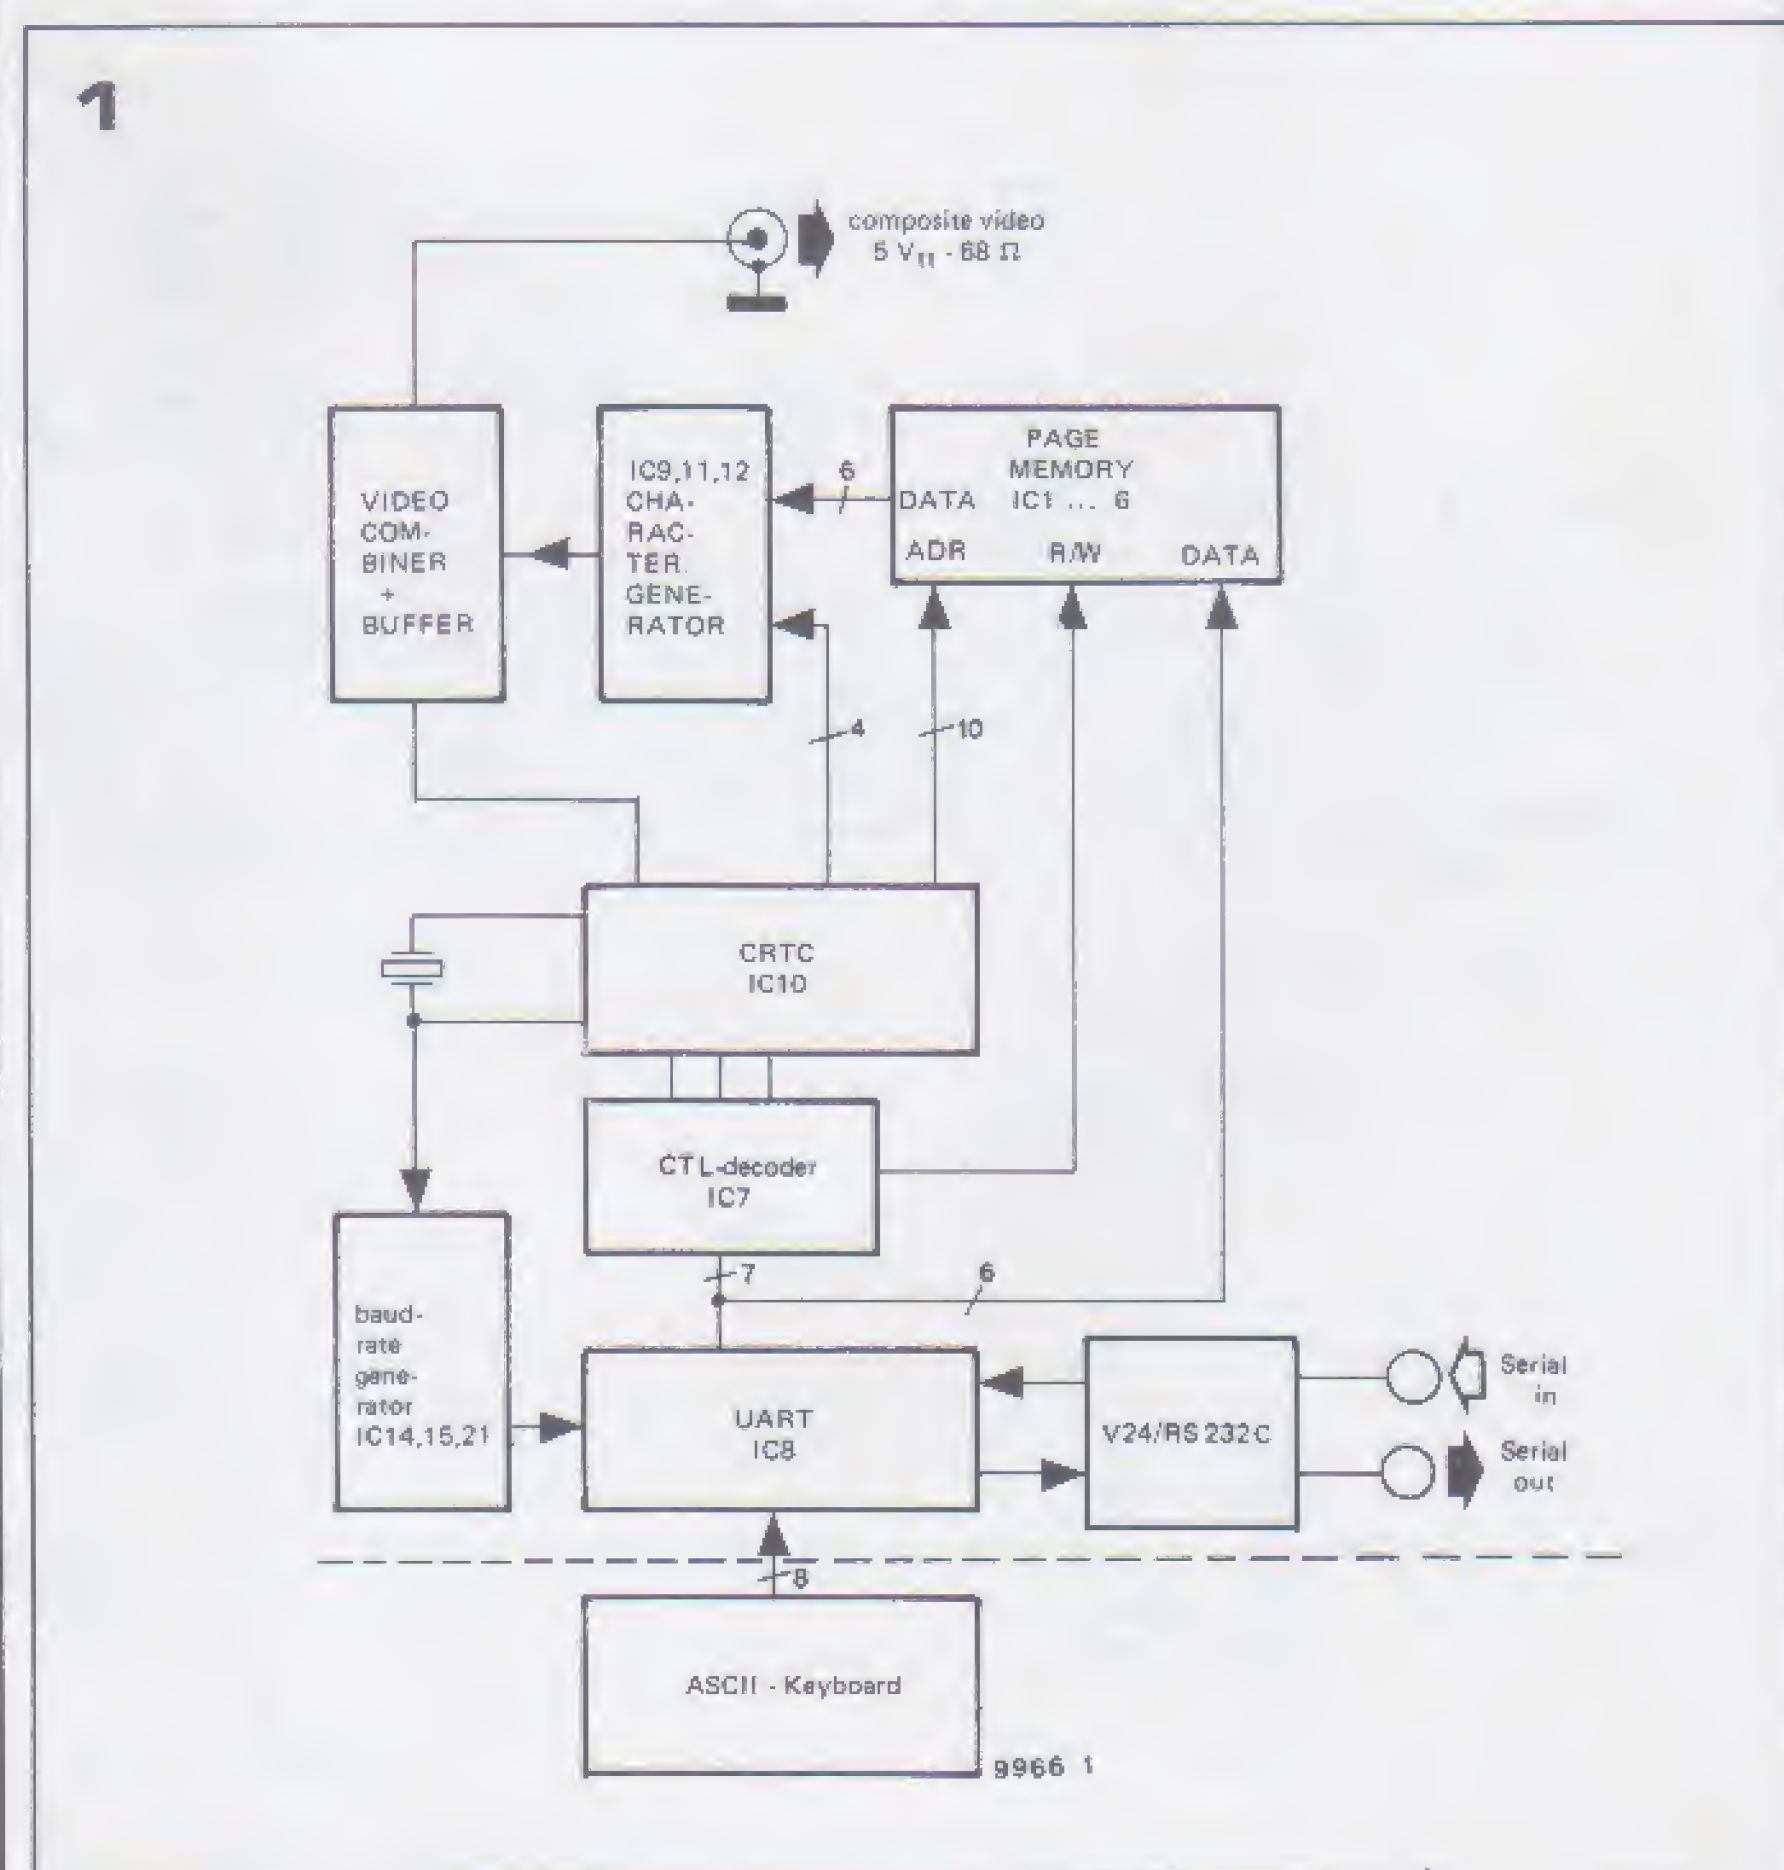 1
composite video
5 Vtt - 68 Ω
VIDEO
COM-
BINER
+
BUFFER
IC9,11,12
CHA-
RAC-
TER
GENE-
RATOR
6
PAGE
MEMORY
DATA IC1 ... 6
ADR R/W DATA
4
10
CRTC
IC10
CTL-decoder
IC7
7
6
baud-
rate
gene-
rator
IC14,15,21
UART
IC8
V24/RS232C
Serial
in
Serial
out
8
ASCII - Keyboard
9966 1